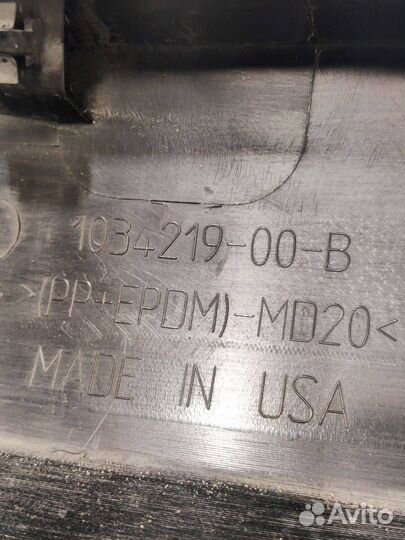 1034219-00-B
>(PP+EPDM)-MD20<
MADE IN USA
Avito